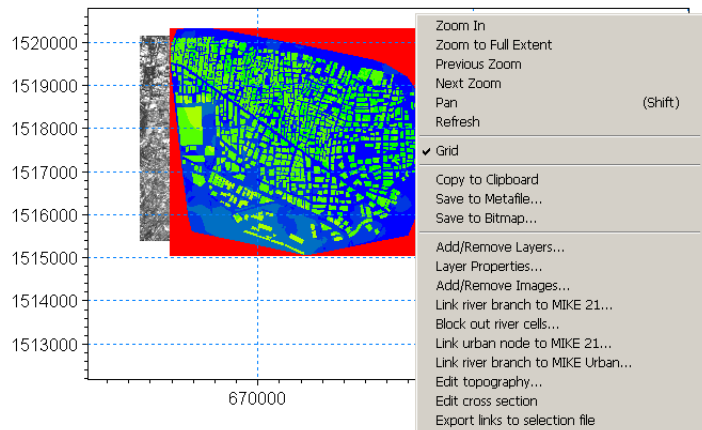 1520000
1519000
1518000
1517000
1516000
1515000
1514000
1513000
670000
Zoom In
Zoom to Full Extent
Previous Zoom
Next Zoom
Pan (Shift)
Refresh
Grid
Copy to Clipboard
Save to Metafile...
Save to Bitmap...
Add/Remove Layers...
Layer Properties...
Add/Remove Images...
Link river branch to MIKE 21...
Block out river cells...
Link urban node to MIKE 21...
Link river branch to MIKE Urban...
Edit topography...
Edit cross section
Export links to selection file